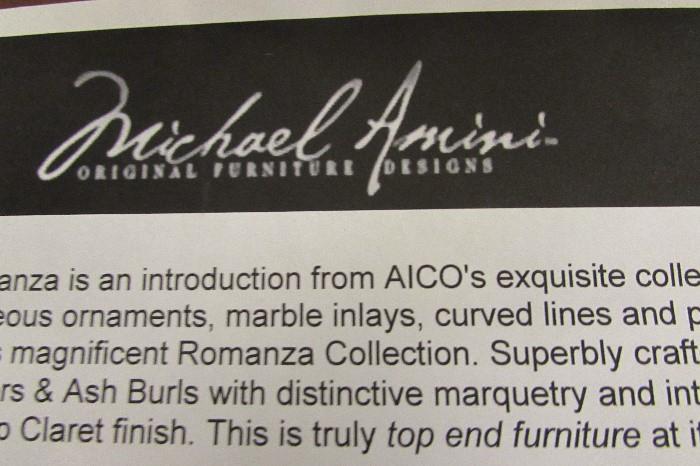 Michael Amini
ORIGINAL FURNITURE DESIGNS
anza is an introduction from AICO's exquisite colle
eous ornaments, marble inlays, curved lines and p
s magnificent Romanza Collection. Superbly craft
rs & Ash Burls with distinctive marquetry and int
o Claret finish. This is truly top end furniture at i